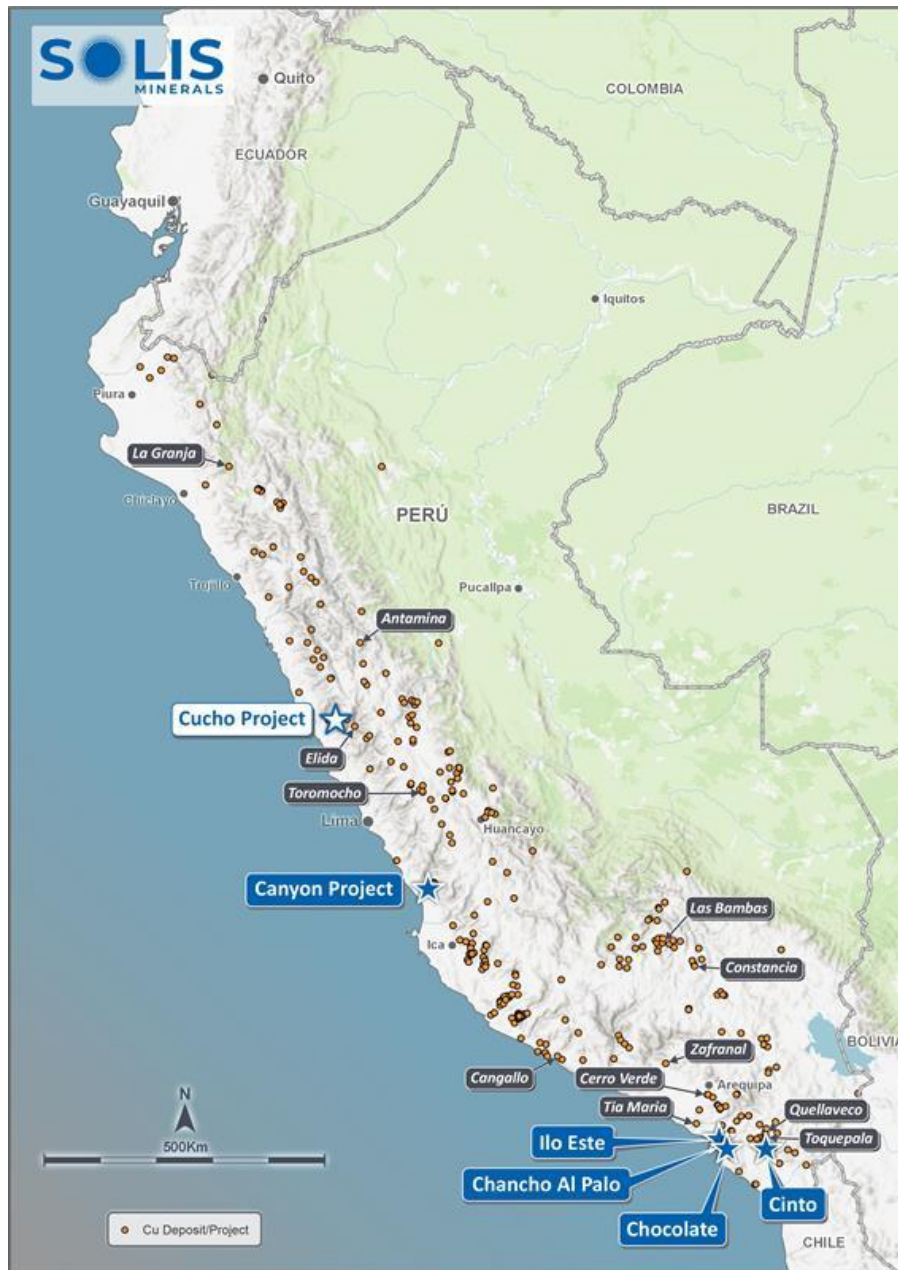 SOLIS
MINERALS
Quito
COLOMBIA
ECUADOR
Guayaquil
Iquitos
Piura
La Granja
Chiclayo
PERÚ
BRAZIL
Trujillo
Pucallpa
Antamina
Cucho Project
Elida
Toromocho
Lima
Huancayo
Canyon Project
Las Bambas
Ica
Constancia
BOLIVIA
Zafranal
Cangallo
Cerro Verde
Arequipa
Tia Maria
Quellaveco
N
Ilo Este
Toquepala
500Km
Chancho Al Palo
Cinto
Chocolate
Cu Deposit/Project
CHILE